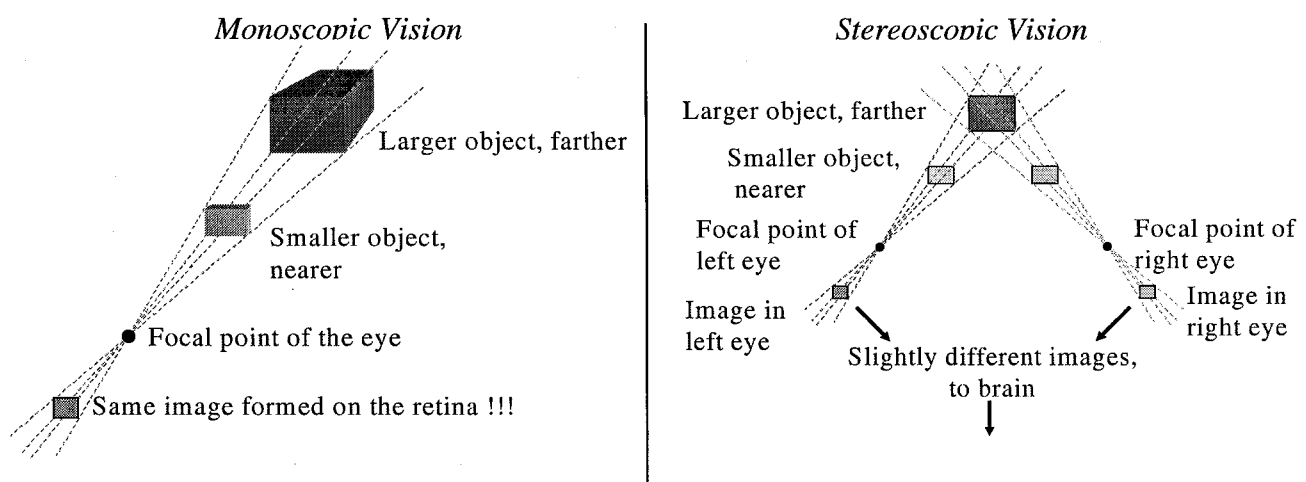 Monoscopic Vision
Larger object, farther
Smaller object,
nearer
Focal point of the eye
Same image formed on the retina !!!
Stereoscopic Vision
Larger object, farther
Smaller object,
nearer
Focal point of
left eye
Focal point of
right eye
Image in
left eye
Image in
right eye
Slightly different images,
to brain